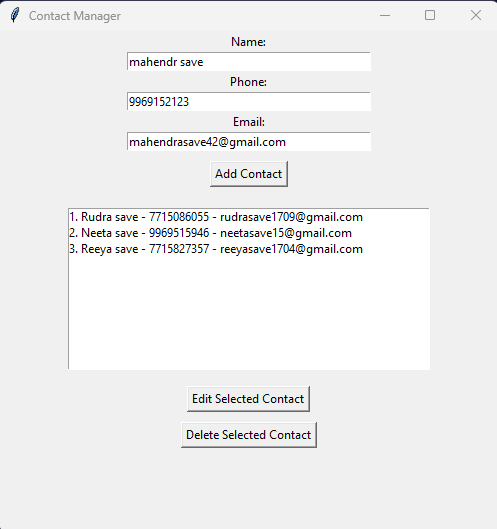 Contact Manager
Name:
mahendr save
Phone:
9969152123
Email:
mahendrasave42@gmail.com
Add Contact
1. Rudra save - 7715086055 - rudrasave1709@gmail.com
2. Neeta save - 9969515946 - neetasave15@gmail.com
3. Reeya save - 7715827357 - reeyasave1704@gmail.com
Edit Selected Contact
Delete Selected Contact